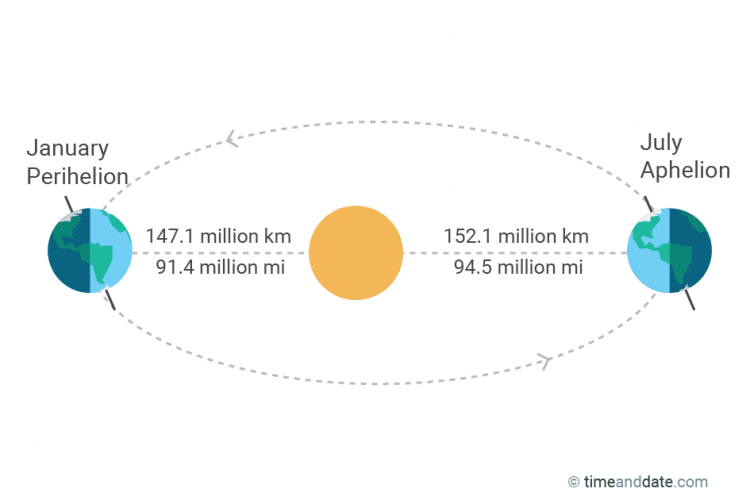 January
Perihelion
July
Aphelion
147.1 million km
91.4 million mi
152.1 million km
94.5 million mi
© timeanddate.com